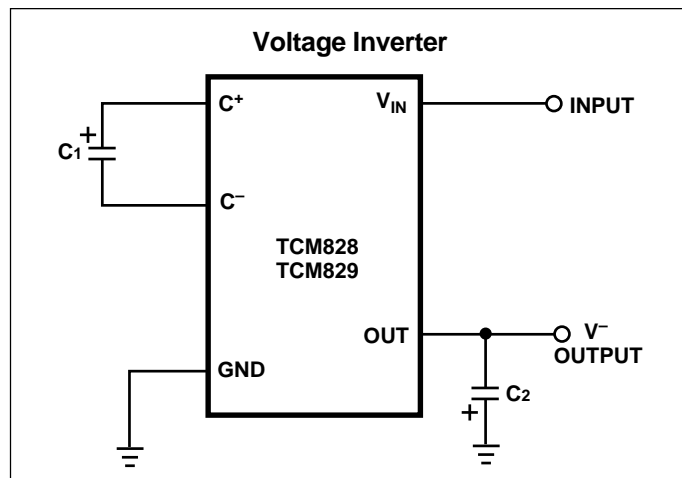 Voltage Inverter
C+
VIN
INPUT
+
C1
C–
TCM828
TCM829
OUT
V–
OUTPUT
GND
C2
+